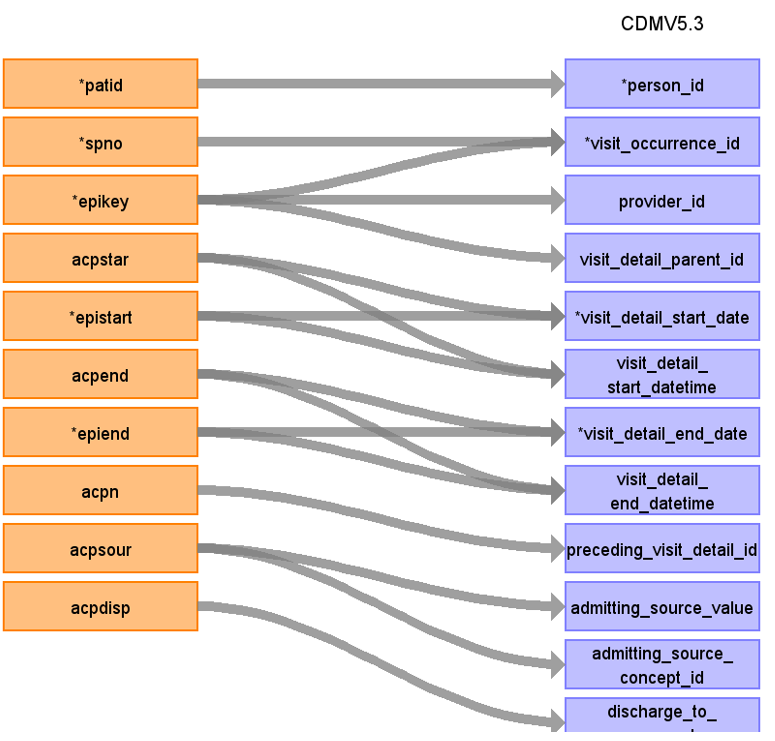 CDMV5.3
*patid
*person_id
*spno
*visit_occurrence_id
*epikey
provider_id
acpstar
visit_detail_parent_id
*epistart
*visit_detail_start_date
acpend
visit_detail_
start_datetime
*epiend
*visit_detail_end_date
acpn
visit_detail_
end_datetime
acpsour
preceding_visit_detail_id
acpdisp
admitting_source_value
admitting_source_
concept_id
discharge_to_